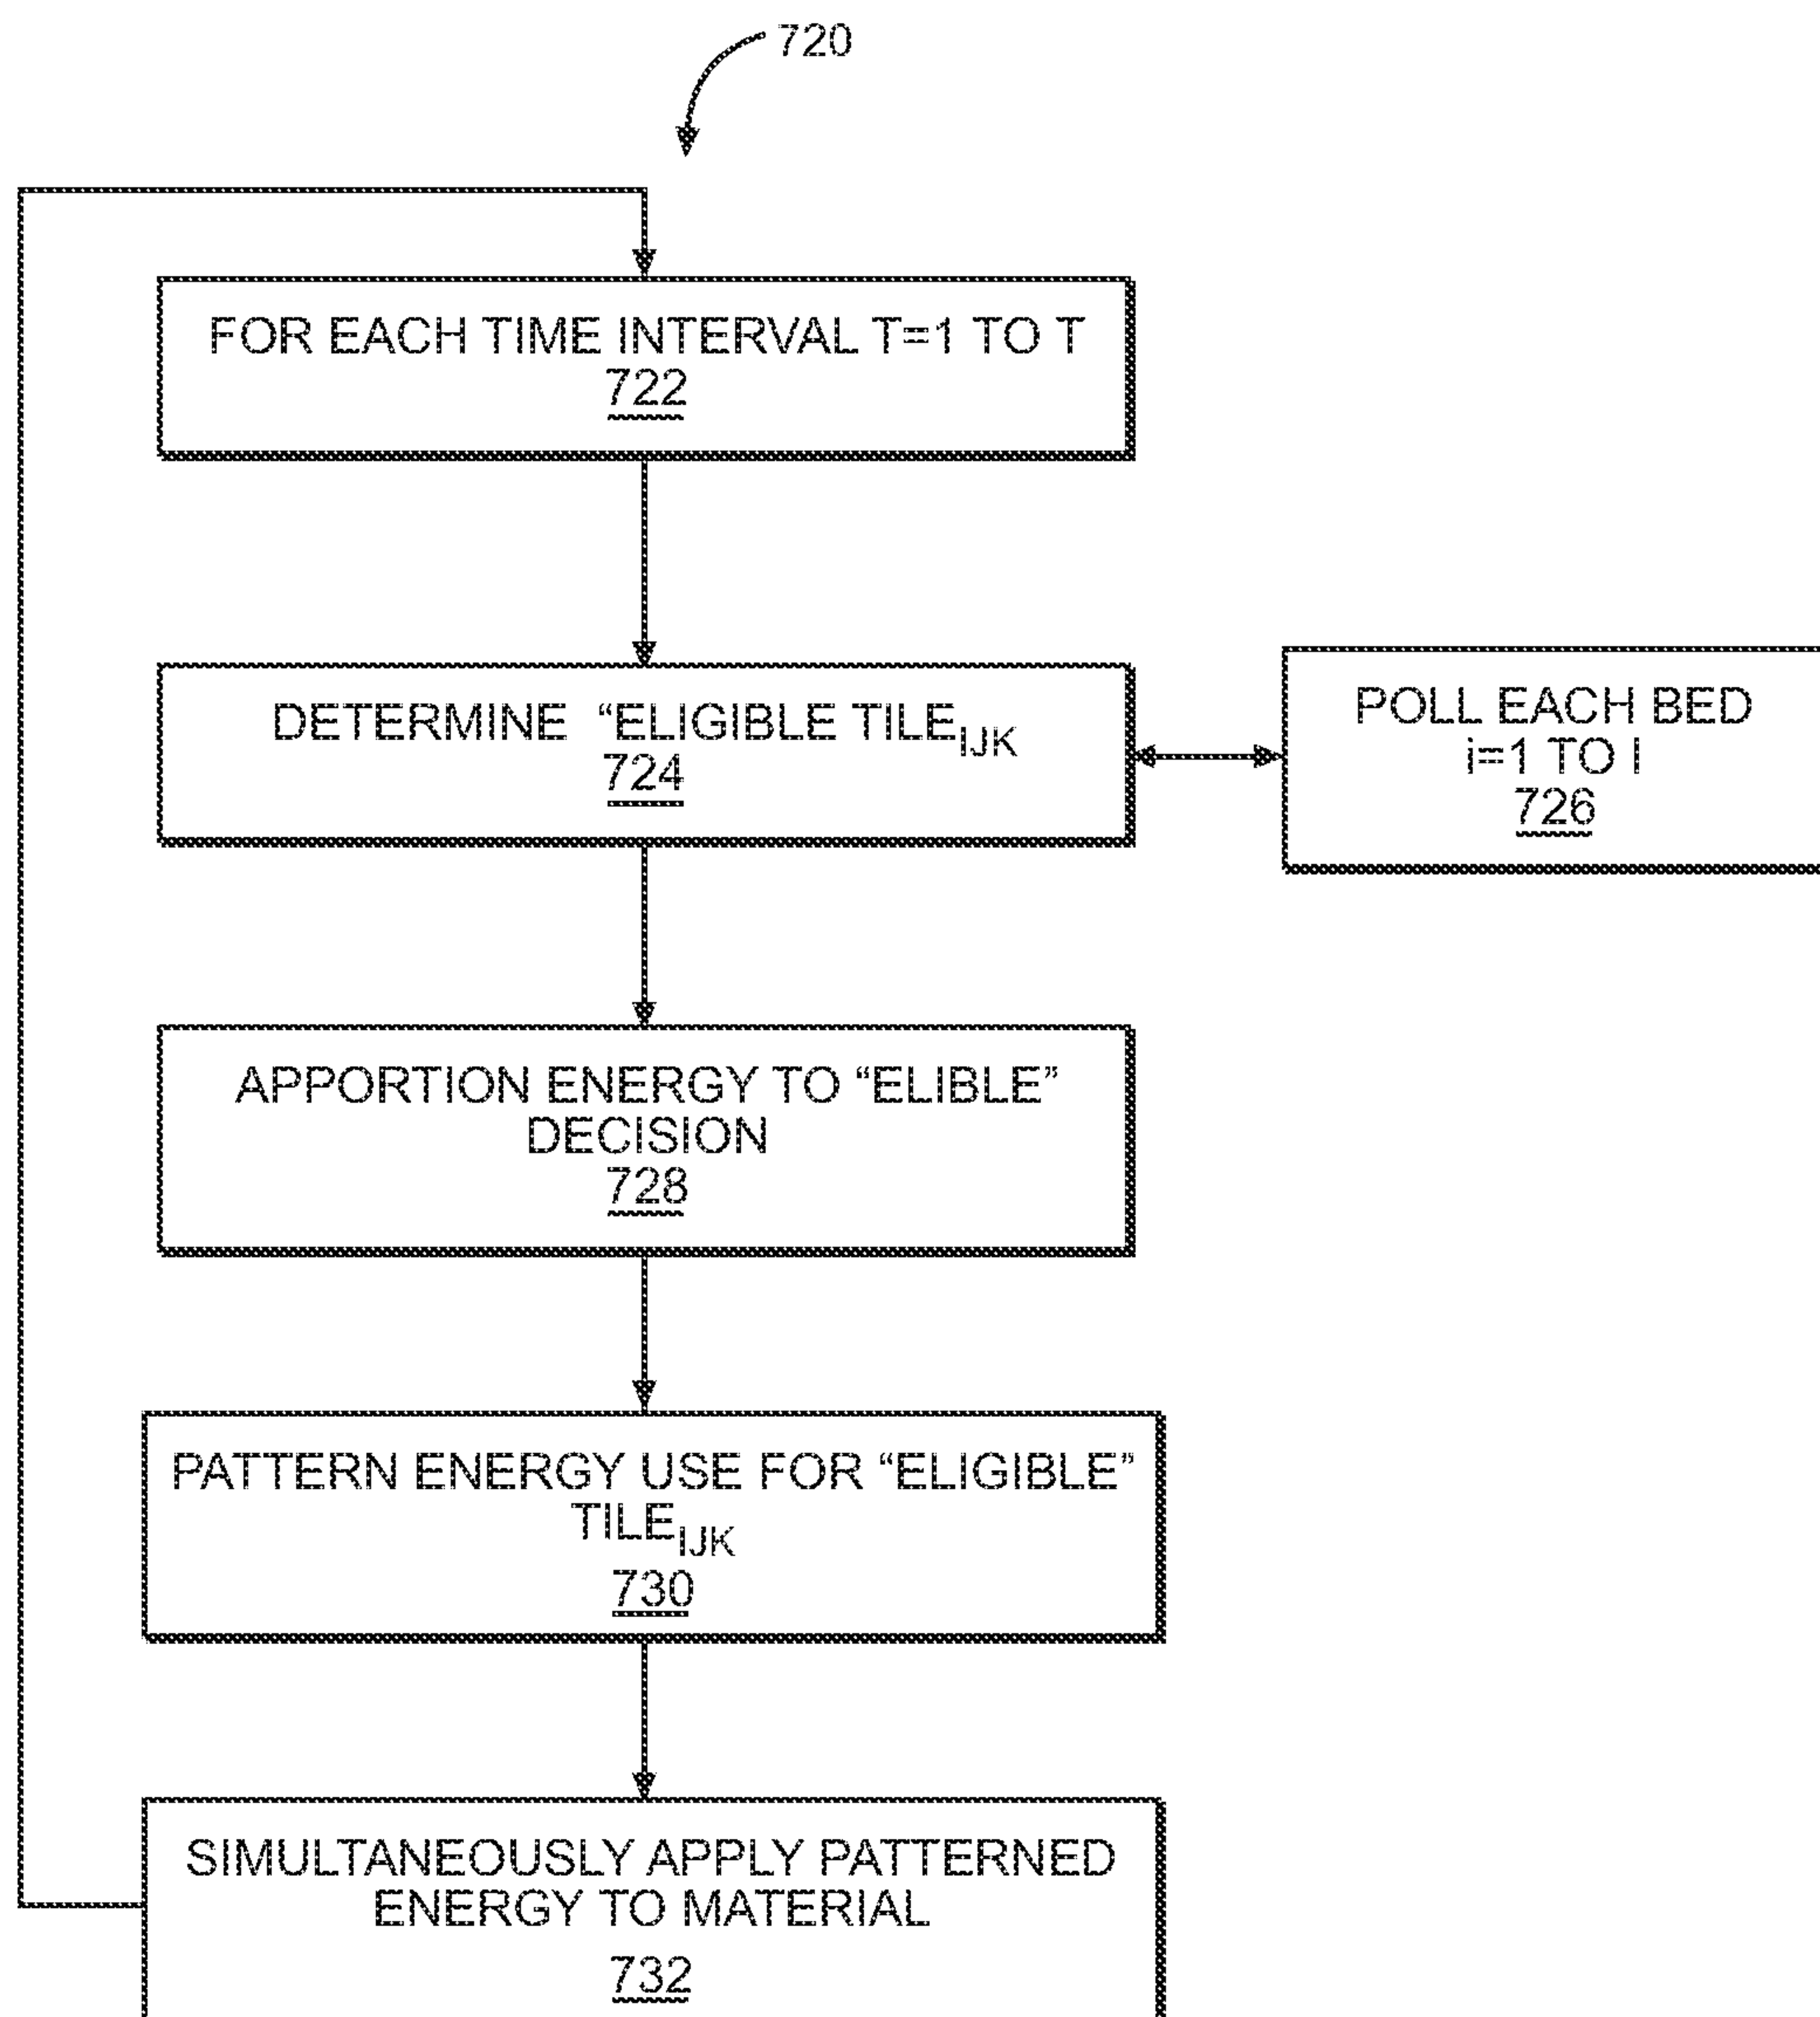 720
FOR EACH TIME INTERVAL T=1 TO T
722
DETERMINE “ELIGIBLE TILEIJK
724
POLL EACH BED
i=1 TO I
726
APPORTION ENERGY TO “ELIBLE”
DECISION
728
PATTERN ENERGY USE FOR “ELIGIBLE”
TILEIJK
730
SIMULTANEOUSLY APPLY PATTERNED
ENERGY TO MATERIAL
732